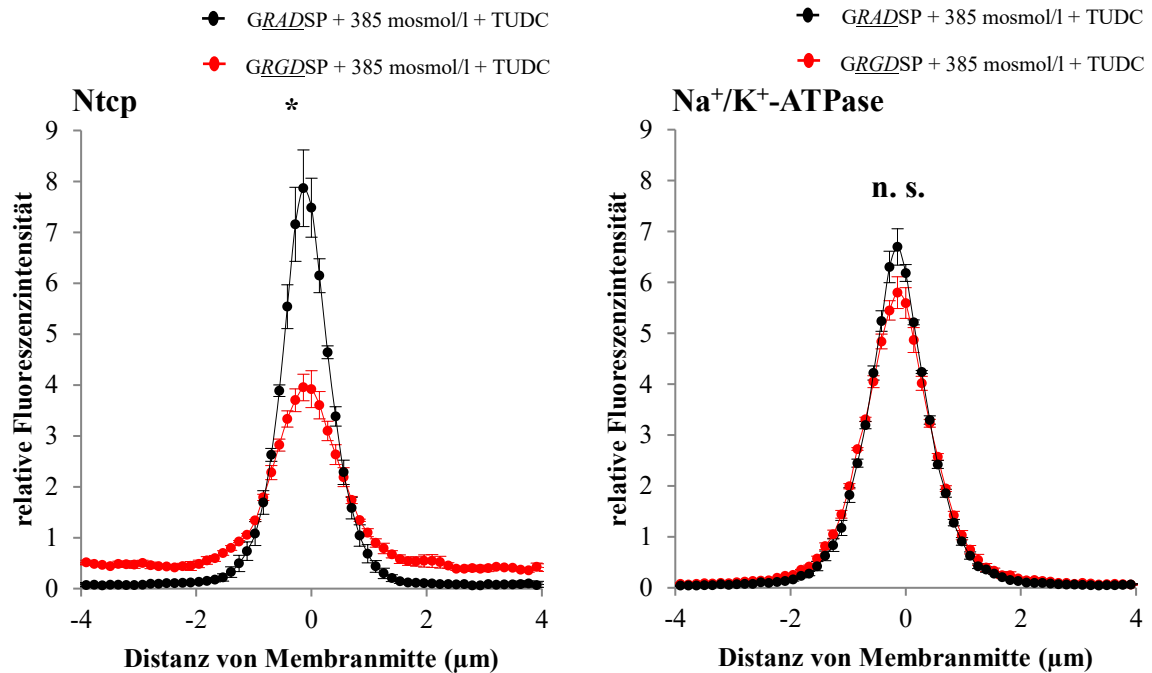 GRADSP + 385 mosmol/l + TUDC
GRGDSP + 385 mosmol/l + TUDC
Ntcp
*
9
8
7
6
5
4
3
2
1
0
relative Fluoreszenzintensität
-4 -2 0 2 4
Distanz von Membranmitte (µm)
GRADSP + 385 mosmol/l + TUDC
GRGDSP + 385 mosmol/l + TUDC
Na⁺/K⁺-ATPase
n. s.
9
8
7
6
5
4
3
2
1
0
relative Fluoreszenzintensität
-4 -2 0 2 4
Distanz von Membranmitte (µm)